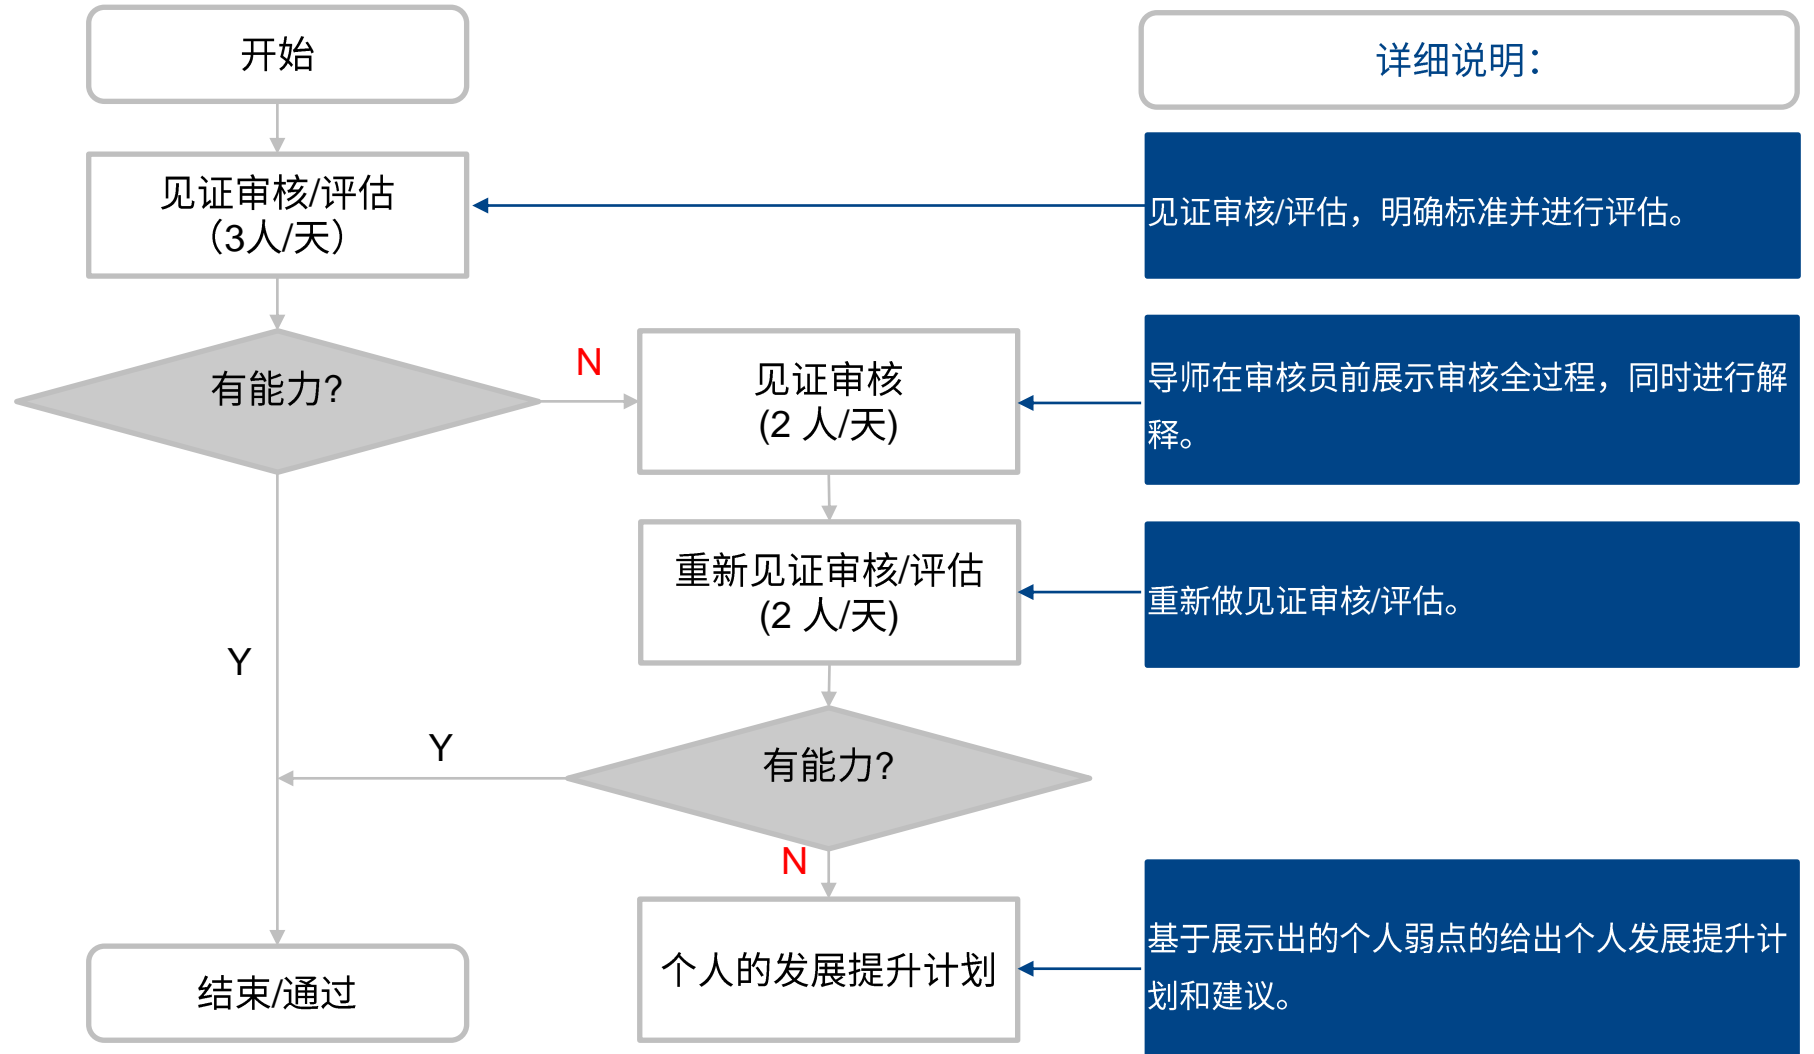 开始
详细说明：
见证审核/评估
（3人/天）
见证审核/评估，明确标准并进行评估。
有能力?
N
见证审核
(2 人/天)
导师在审核员前展示审核全过程，同时进行解
释。
重新见证审核/评估
(2 人/天)
重新做见证审核/评估。
Y
Y
有能力?
N
个人的发展提升计划
基于展示出的个人弱点的给出个人发展提升计
划和建议。
结束/通过